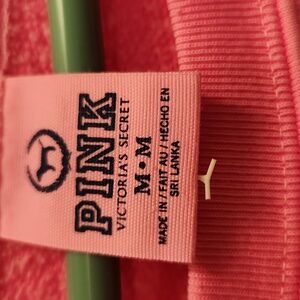 PINK
VICTORIA'S SECRET
M • M
MADE IN / FAIT AU / HECHO EN
SRI LANKA